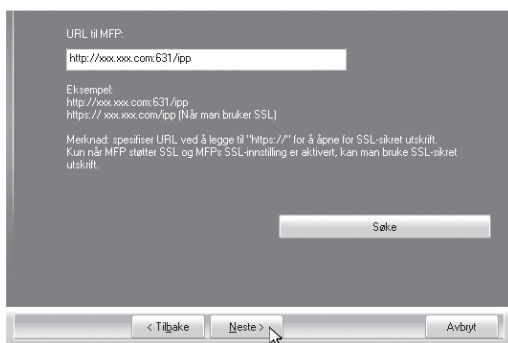 URL til MFP:
http://xxx.xxx.com:631/ipp
Eksempel:
http://xxx.xxx.com:631/ipp
https:// xxx.xxx.com/ipp (Når man bruker SSL)
Merknad: spesifiser URL ved å legge til "https://" for å åpne for SSL-sikret utskrift.
Kun når MFP støtter SSL og MFPs SSL-innstilling er aktivert, kan man bruke SSL-sikret
utskrift.
Søke
< Tilbake Neste > Avbryt